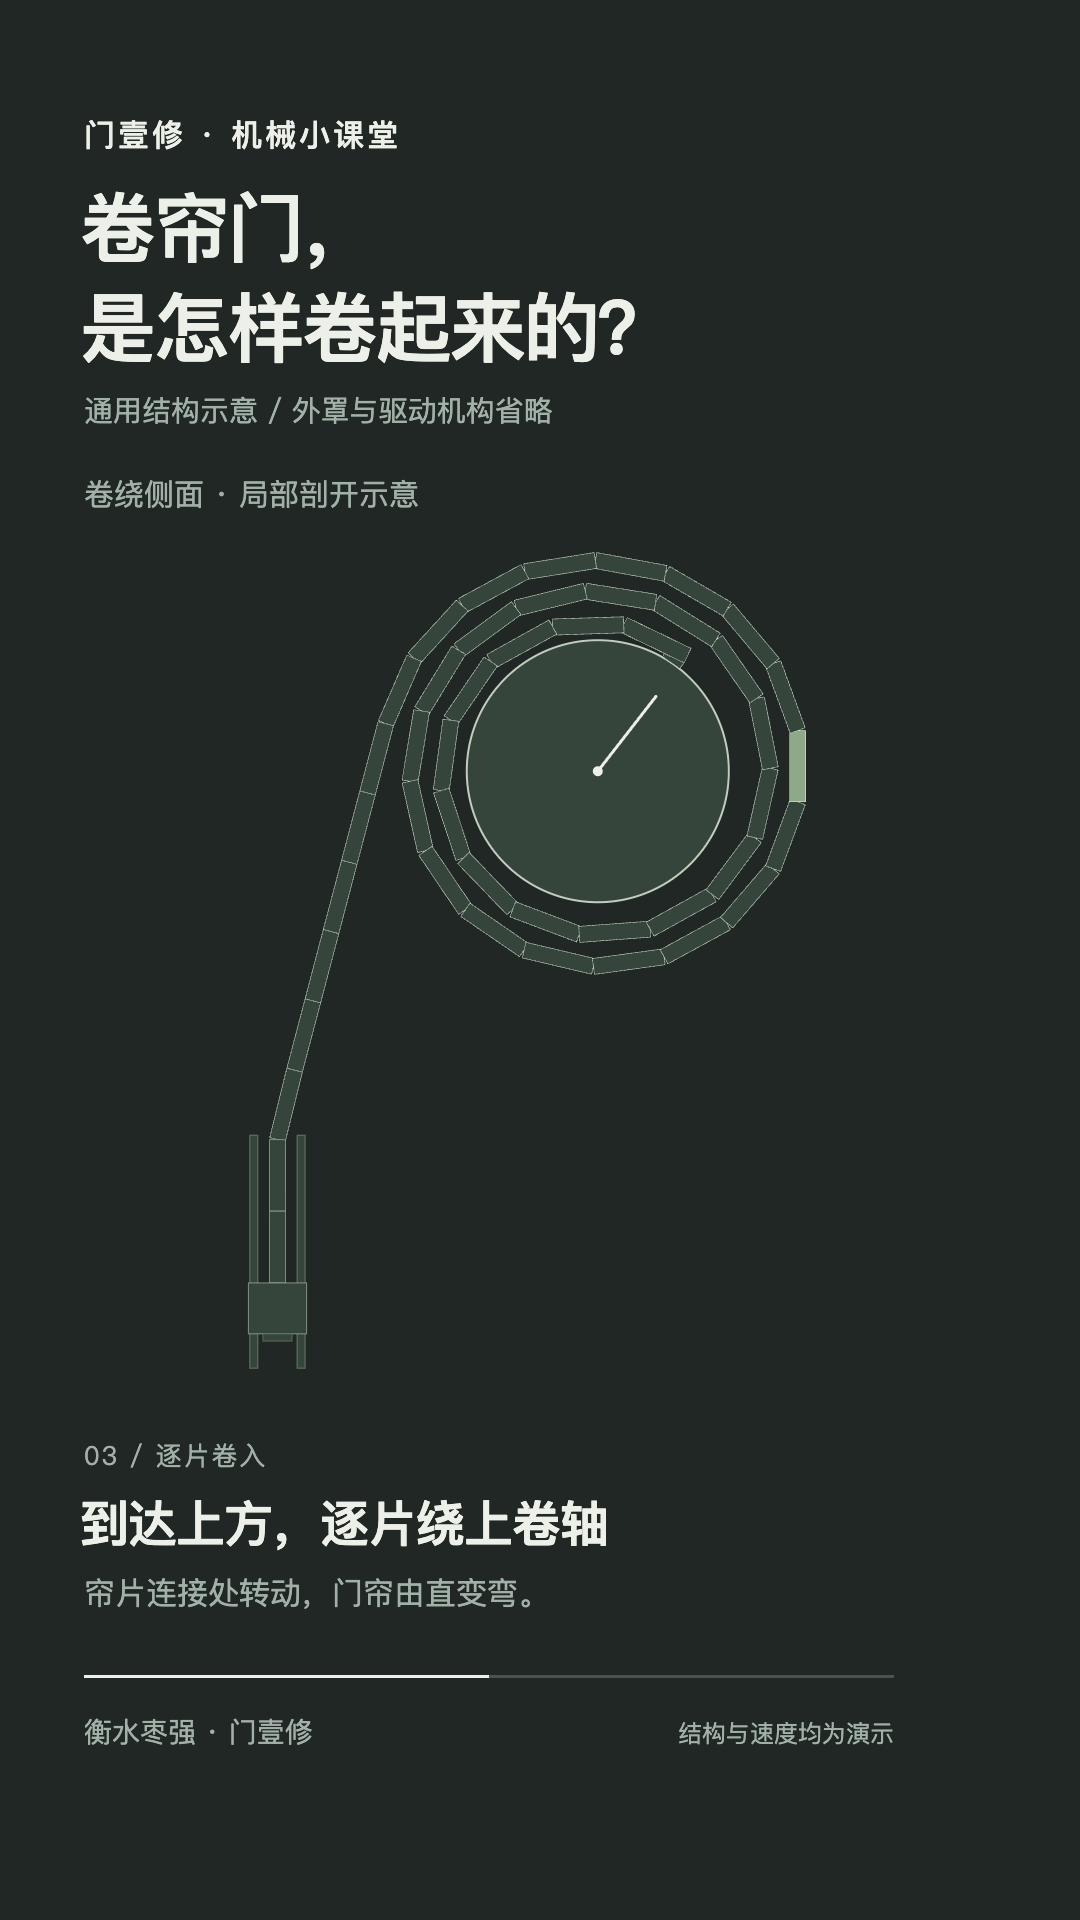 门壹修 · 机械小课堂
卷帘门，
是怎样卷起来的？
通用结构示意 / 外罩与驱动机构省略
卷绕侧面 · 局部剖开示意
03 / 逐片卷入
到达上方，逐片绕上卷轴
帘片连接处转动，门帘由直变弯。
衡水枣强 · 门壹修
结构与速度均为演示